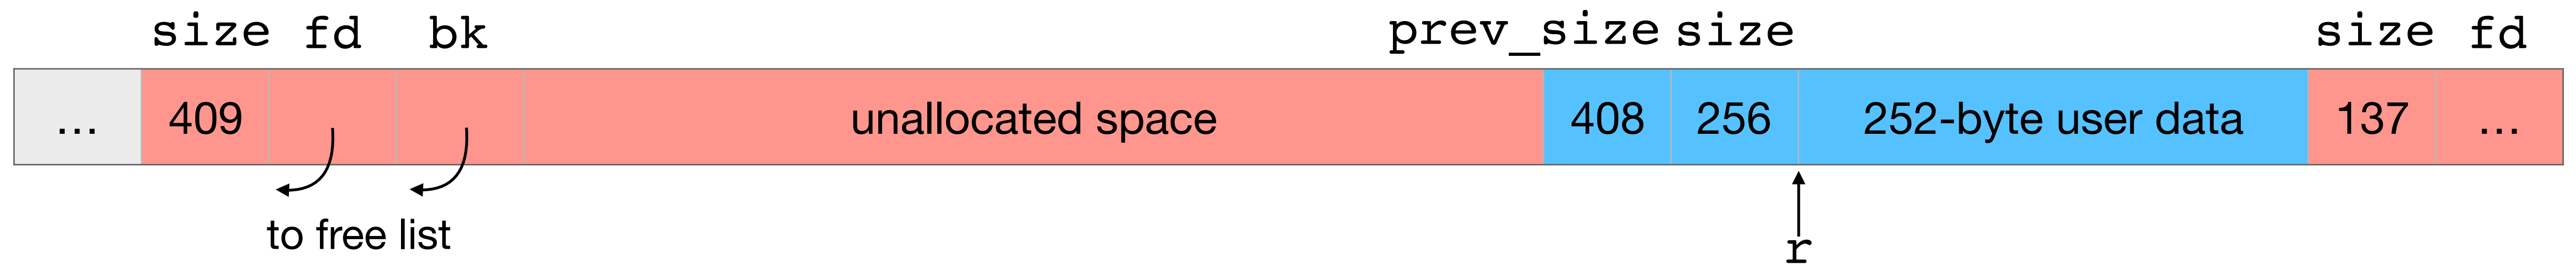 size fd bk prev_size size size fd
... 409 unallocated space 408 256 252-byte user data 137 ...
to free list
r